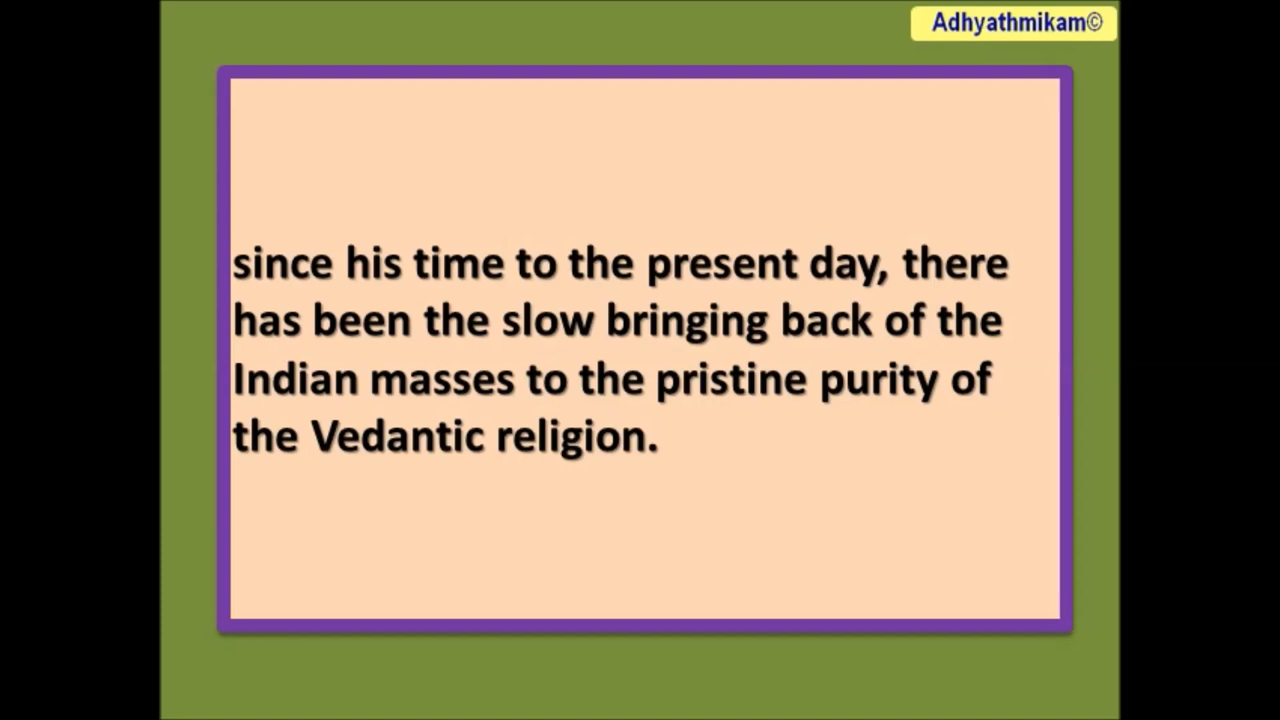 Adhyathmikam©
since his time to the present day, there
has been the slow bringing back of the
Indian masses to the pristine purity of
the Vedantic religion.